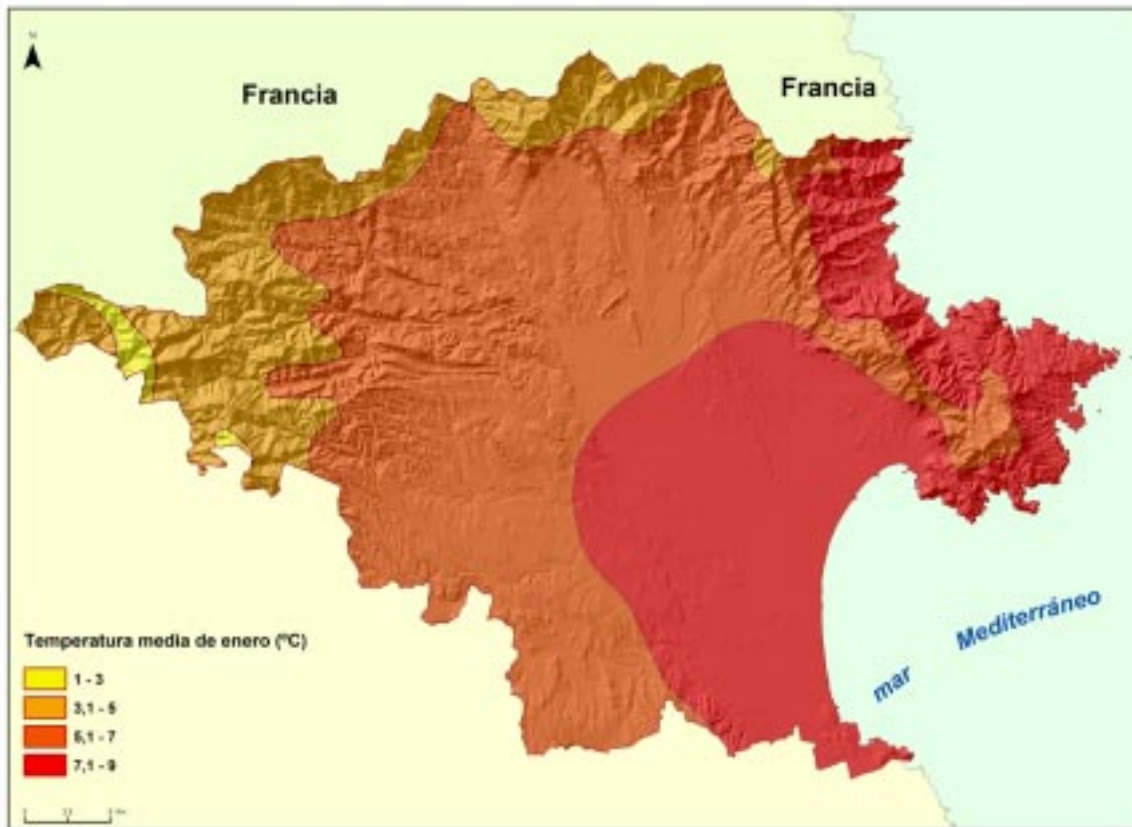 N
Francia
Francia
mar Mediterráneo
Temperatura media de enero (ºC)
1 - 3
3,1 - 5
5,1 - 7
7,1 - 9